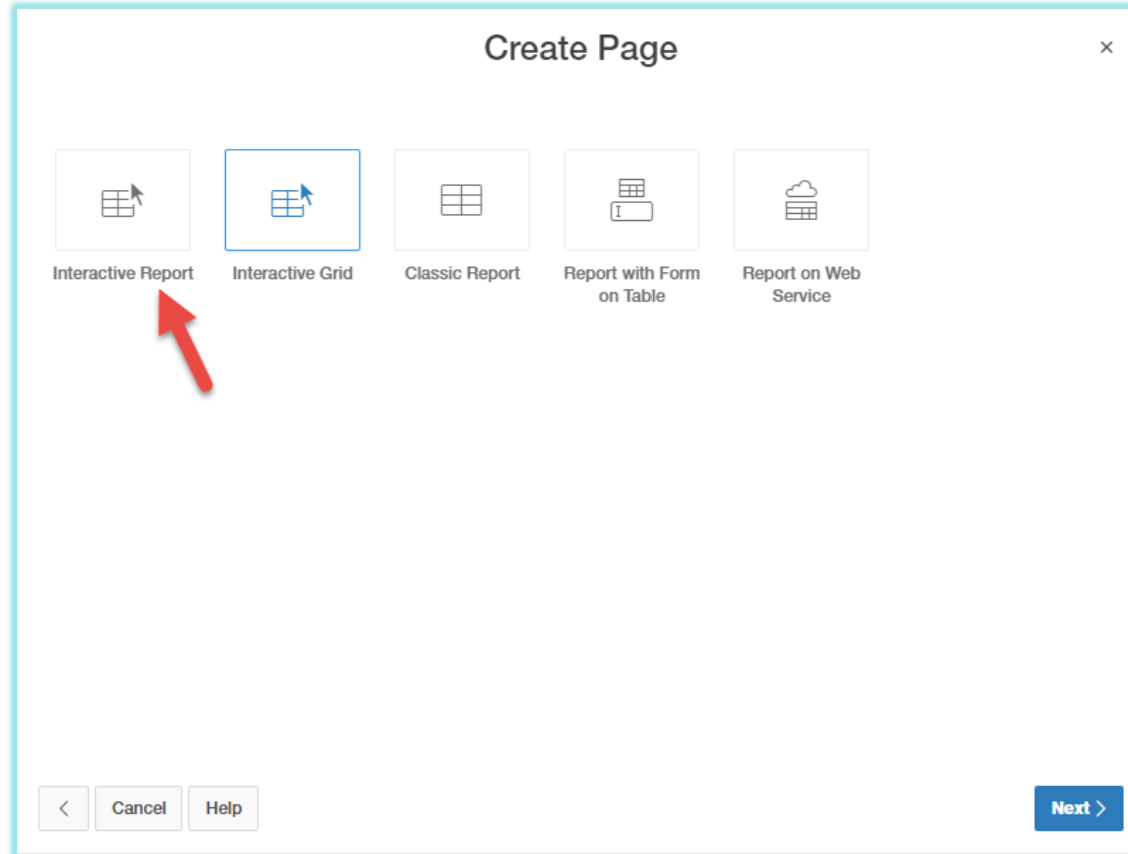 Create Page
Interactive Report
Interactive Grid
Classic Report
Report with Form
on Table
Report on Web
Service
Cancel
Help
Next